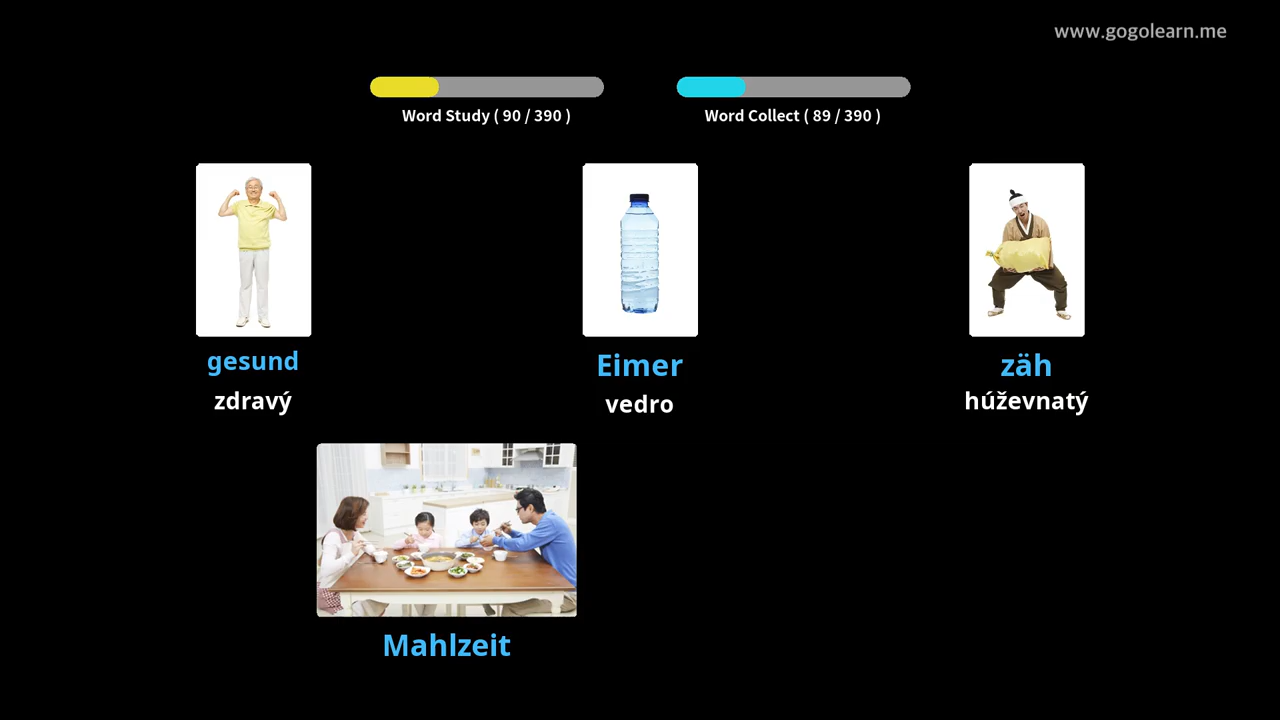 www.gogolearn.me
Word Study ( 90 / 390 )
Word Collect ( 89 / 390 )
gesund
zdravý
Eimer
vedro
zäh
húževnatý
Mahlzeit